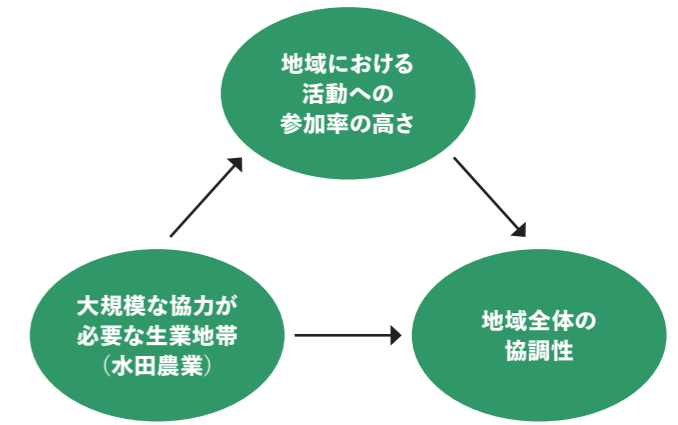 地域における
活動への
参加率の高さ
大規模な協力が
必要な生業地帯
（水田農業）
地域全体の
協調性